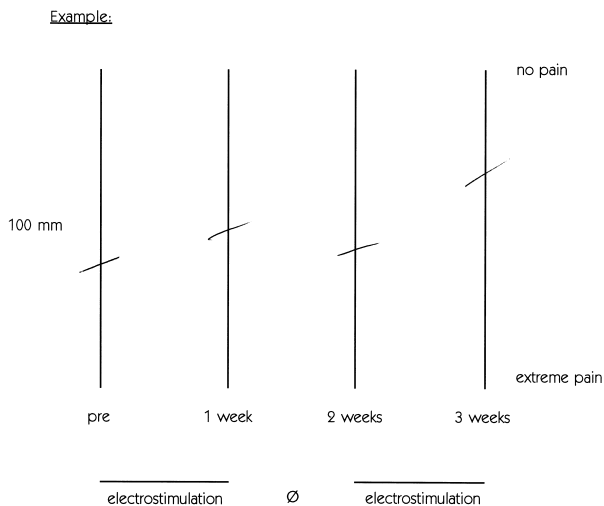 Example:
no pain
100 mm
extreme pain
pre
1 week
2 weeks
3 weeks
electrostimulation
Ø
electrostimulation